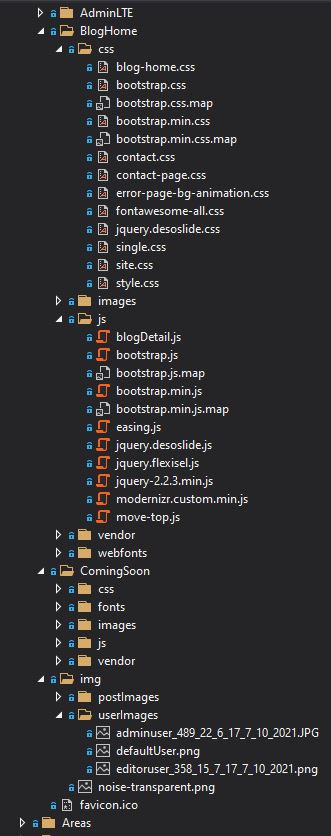 AdminLTE
BlogHome
css
blog-home.css
bootstrap.css
bootstrap.css.map
bootstrap.min.css
bootstrap.min.css.map
contact.css
contact-page.css
error-page-bg-animation.css
fontawesome-all.css
jquery.desoslide.css
single.css
site.css
style.css
images
js
blogDetail.js
bootstrap.js
bootstrap.js.map
bootstrap.min.js
bootstrap.min.js.map
easing.js
jquery.desoslide.js
jquery.flexisel.js
jquery-2.2.3.min.js
modernizr.custom.min.js
move-top.js
vendor
webfonts
ComingSoon
css
fonts
images
js
vendor
img
postImages
userImages
adminuser_489_22_6_17_7_10_2021.JPG
defaultUser.png
editoruser_358_15_7_17_7_10_2021.png
noise-transparent.png
favicon.ico
Areas